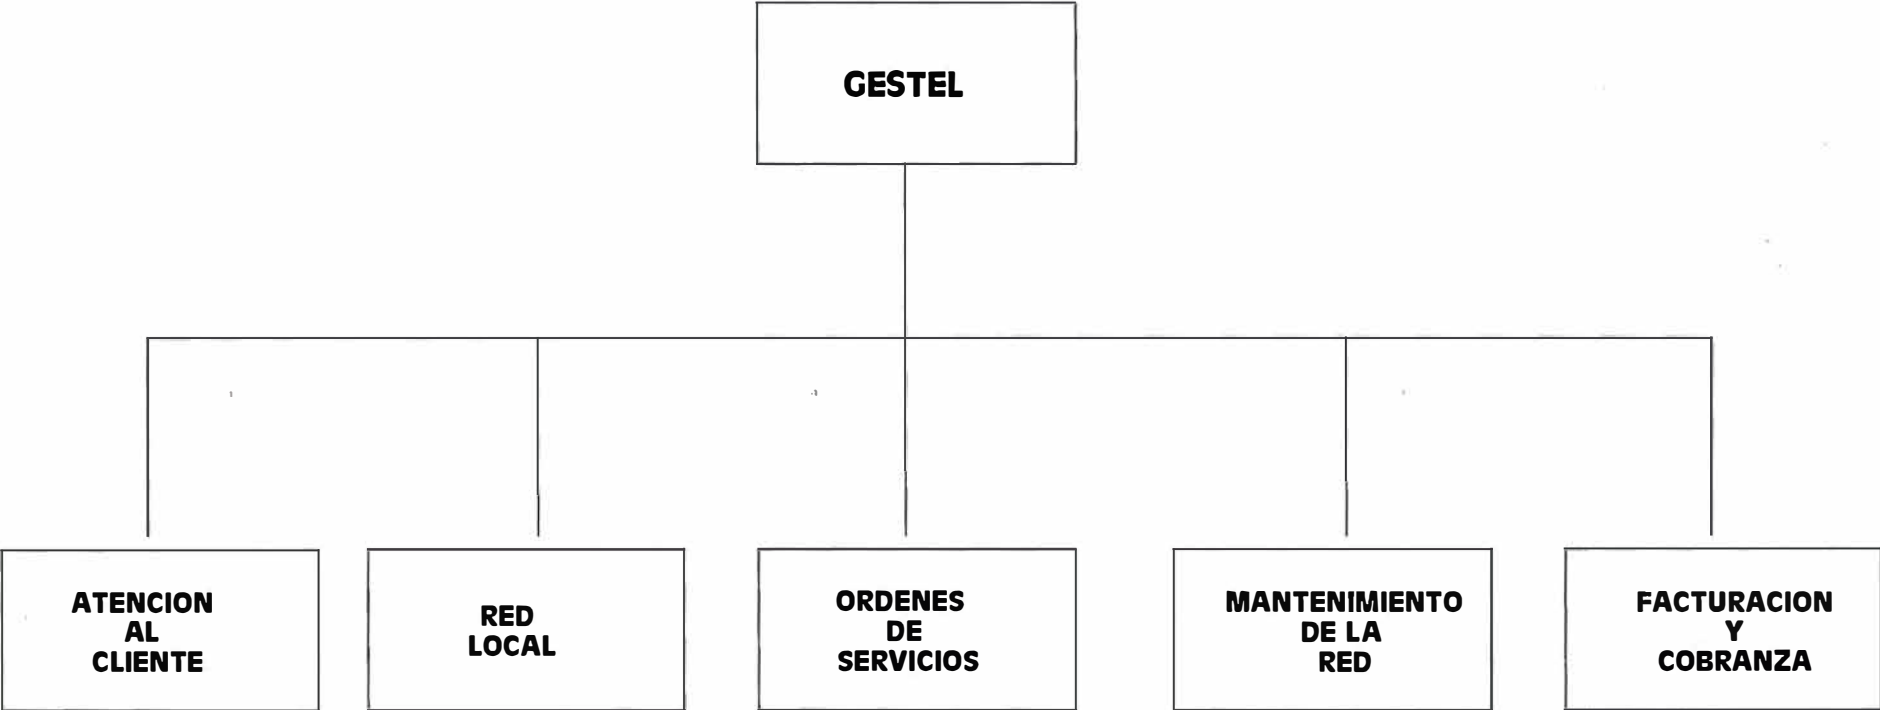 GESTEL
ATENCION
AL
CLIENTE
RED
LOCAL
ORDENES
DE
SERVICIOS
MANTENIMIENTO
DE LA
RED
FACTURACION
Y
COBRANZA